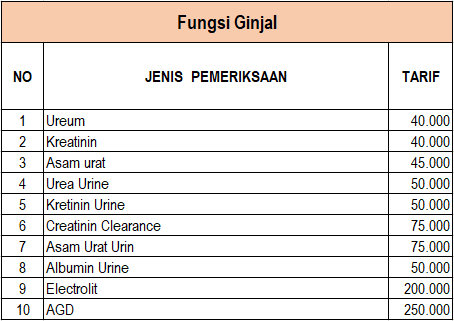 Fungsi Ginjal
NO JENIS PEMERIKSAAN TARIF
1 Ureum 40.000
2 Kreatinin 40.000
3 Asam urat 45.000
4 Urea Urine 50.000
5 Kretinin Urine 50.000
6 Creatinin Clearance 75.000
7 Asam Urat Urin 75.000
8 Albumin Urine 50.000
9 Electrolit 200.000
10 AGD 250.000